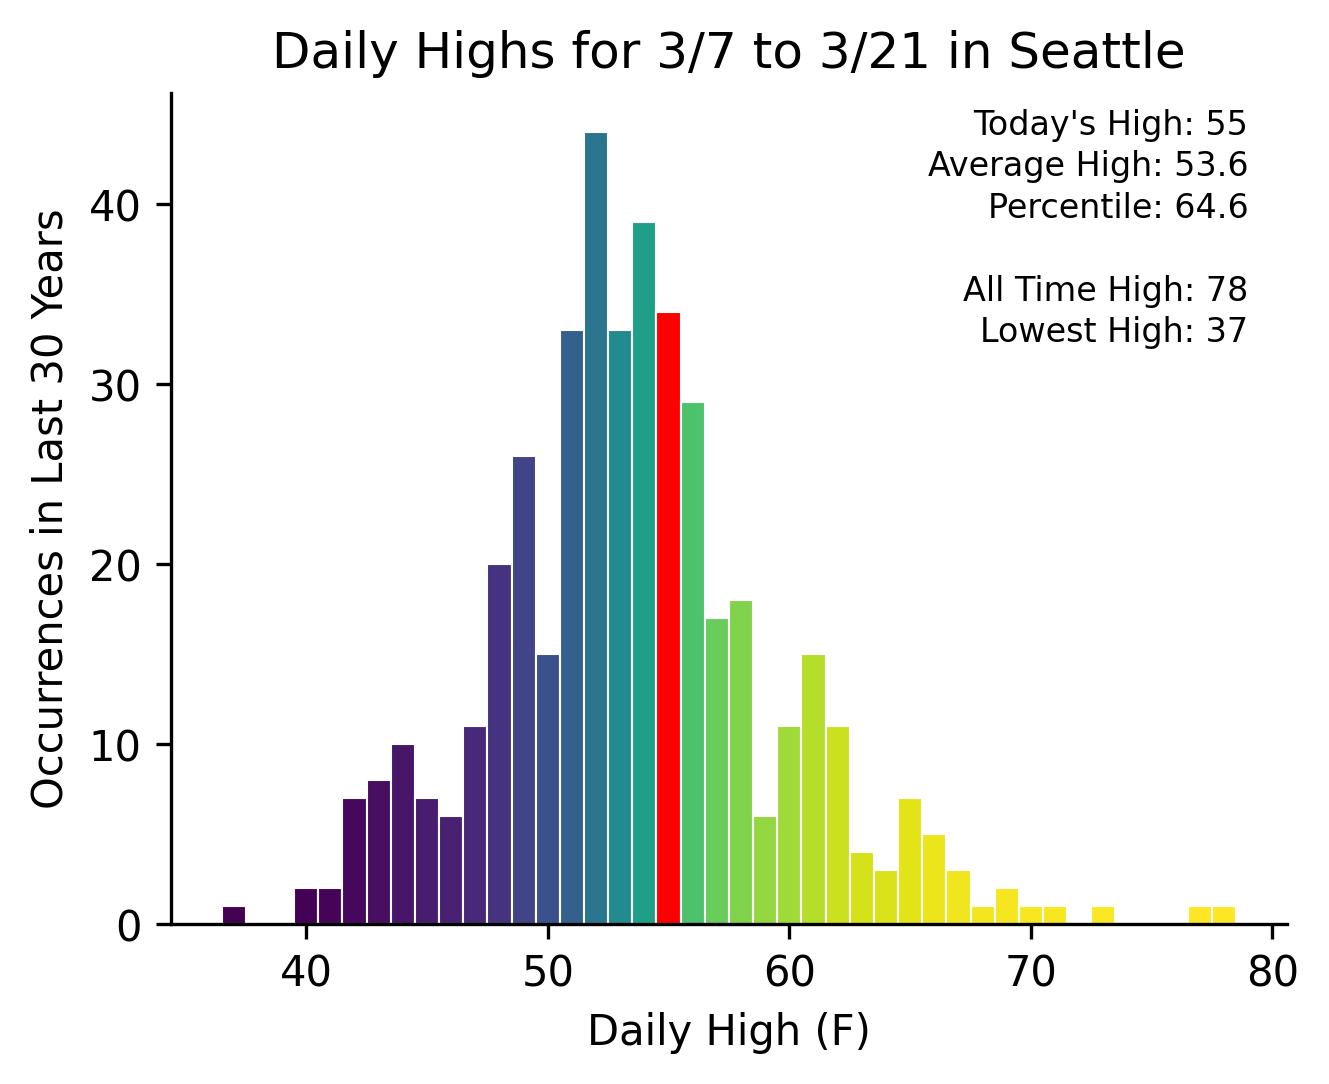 Daily Highs for 3/7 to 3/21 in Seattle
Today's High: 55
Average High: 53.6
Percentile: 64.6
All Time High: 78
Lowest High: 37
Occurrences in Last 30 Years
40
30
20
10
0
40 50 60 70 80
Daily High (F)